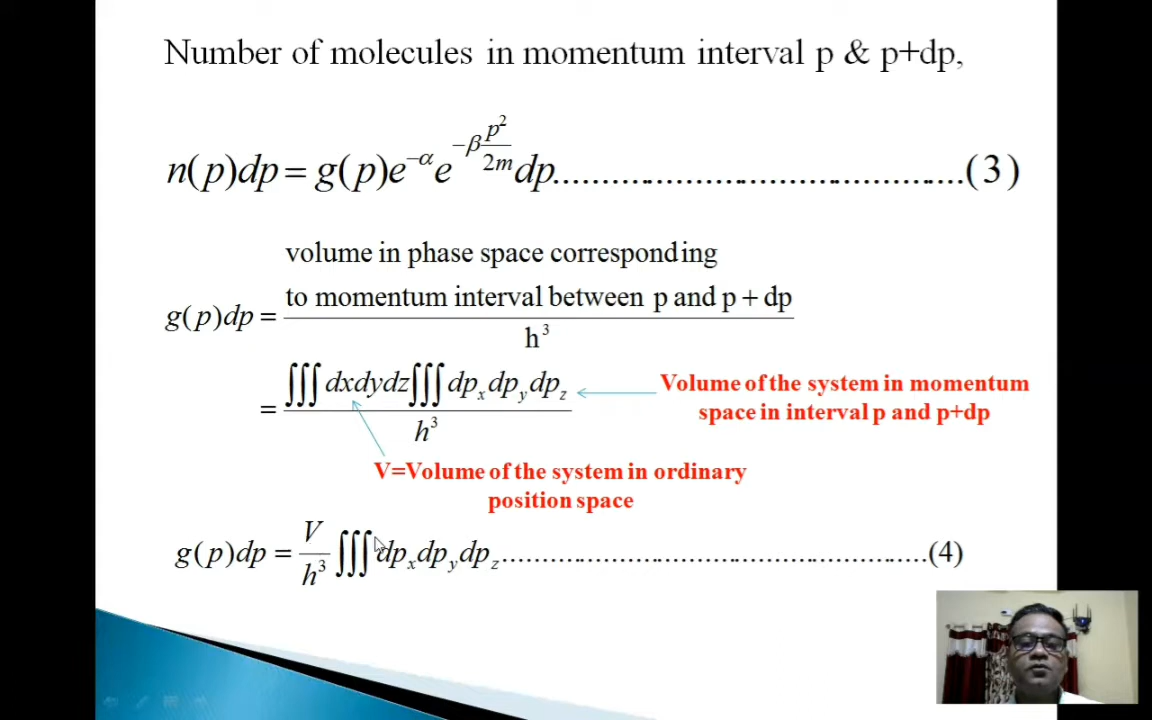 Number of molecules in momentum interval p & p+dp,
n(p)dp = g(p)e^{-α} e^{-β p²/2m} dp.............................................(3)
volume in phase space corresponding
to momentum interval between p and p + dp
g(p)dp =
h³
= ∫∫∫ dxdydz ∫∫∫ dp_x dp_y dp_z
h³
Volume of the system in momentum
space in interval p and p+dp
V=Volume of the system in ordinary
position space
g(p)dp = V/h³ ∫∫∫ dp_x dp_y dp_z......................................................(4)